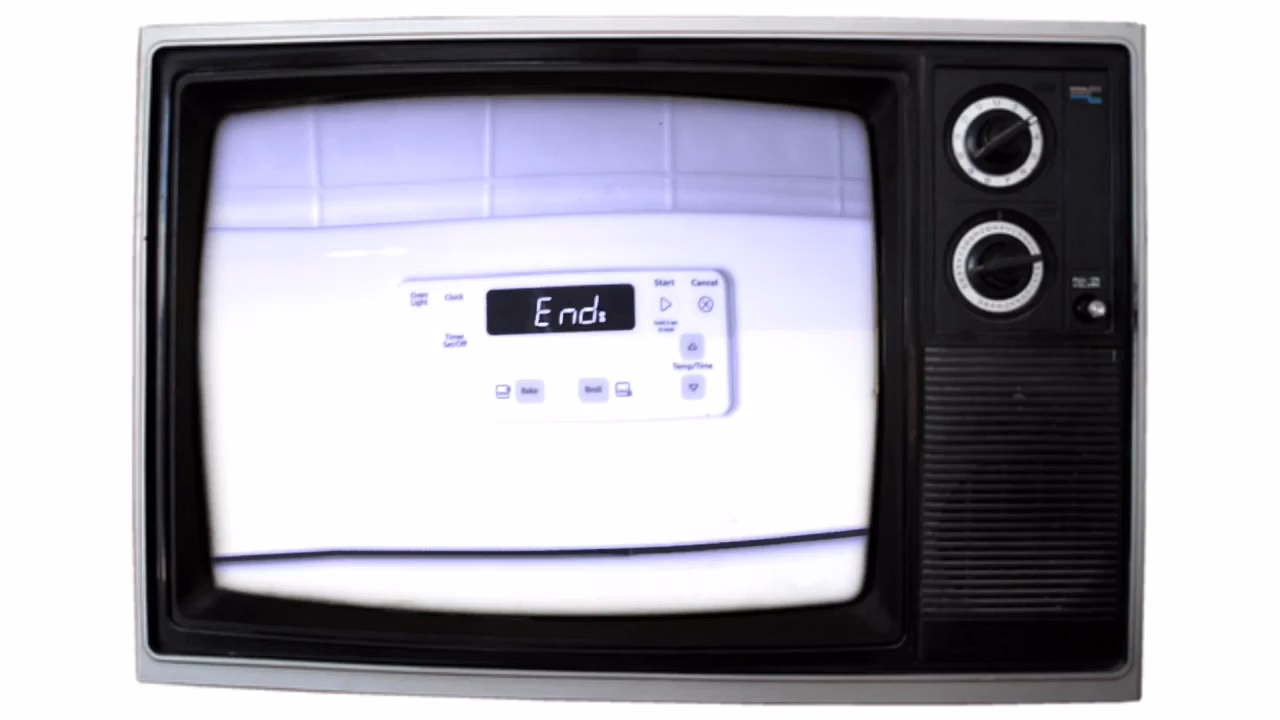 Start Cancel
Oven Light
Clock
End
Timer Set/Off
Temp/Time
Bake
Broil